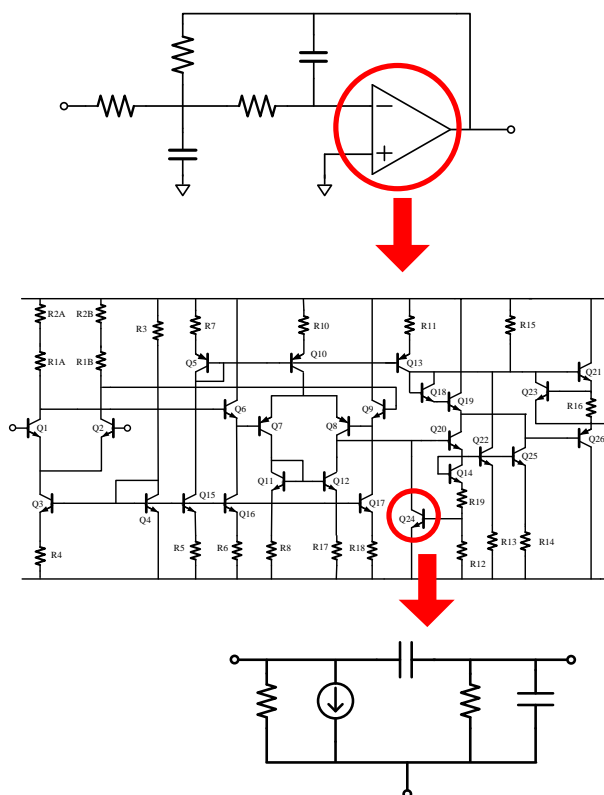 R2A R2B R3 R7 R10 R11 R15
R1A R1B Q5 Q10 Q13 Q21
Q18 Q19 Q23 R16
Q1 Q2 Q6 Q7 Q8 Q9 Q20 Q22 Q25 Q26
Q11 Q12 Q14
Q3 Q4 Q15 Q16 Q17 Q24 R19
R4 R5 R6 R8 R17 R18 R12 R13 R14